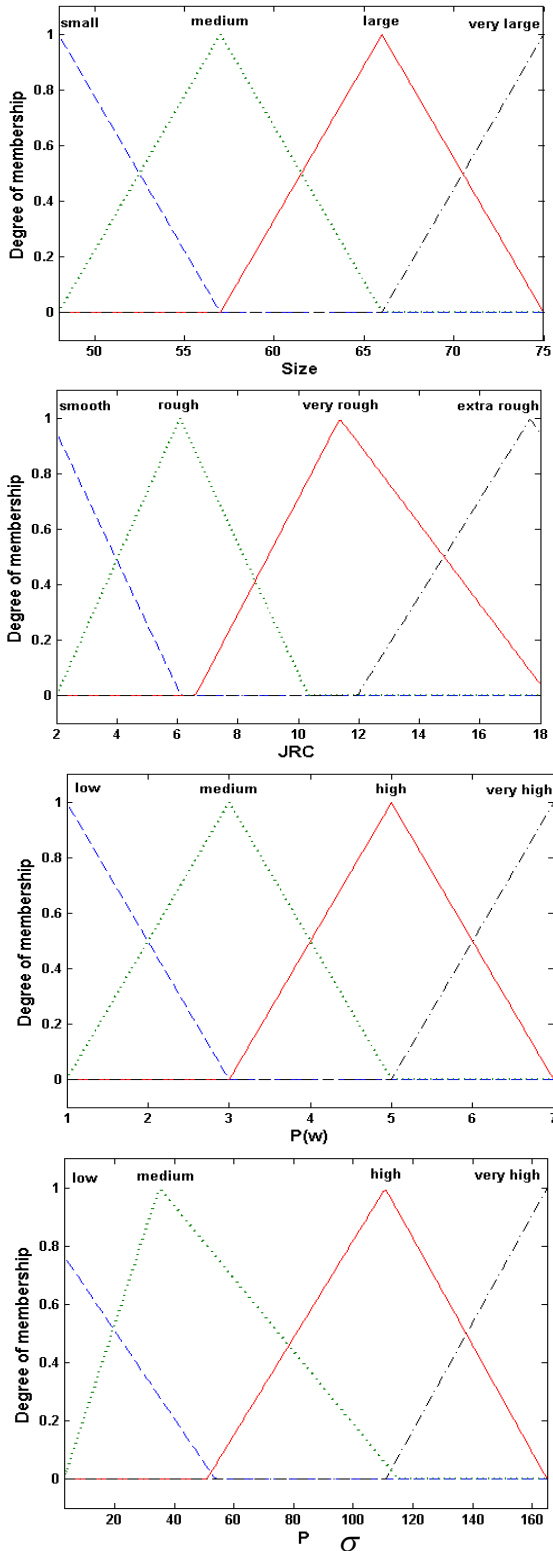 small medium large very large
1
0.8
0.6
0.4
0.2
0
Degree of membership
50 55 60 65 70 75
Size
smooth rough very rough extra rough
1
0.8
0.6
0.4
0.2
0
Degree of membership
2 4 6 8 10 12 14 16 18
JRC
low medium high very high
1
0.8
0.6
0.4
0.2
0
Degree of membership
1 2 3 4 5 6 7
P(w)
low medium high very high
1
0.8
0.6
0.4
0.2
0
Degree of membership
20 40 60 80 100 120 140 160
P σ